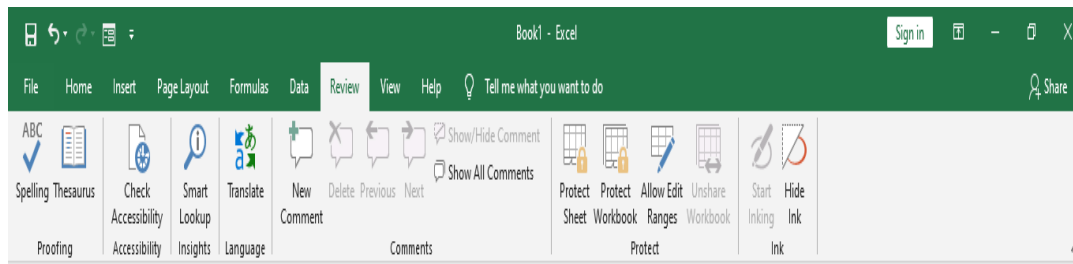 Book1 - Excel
Sign in
File Home Insert Page Layout Formulas Data Review View Help Tell me what you want to do Share
ABC
Spelling Thesaurus
Proofing
Check
Accessibility
Accessibility
Smart
Lookup
Insights
あ
a
Translate
Language
New
Comment
Delete Previous Next
Show/Hide Comment
Show All Comments
Comments
Protect
Sheet
Protect
Workbook
Allow Edit
Ranges
Unshare
Workbook
Protect
Start
Inking
Hide
Ink
Ink